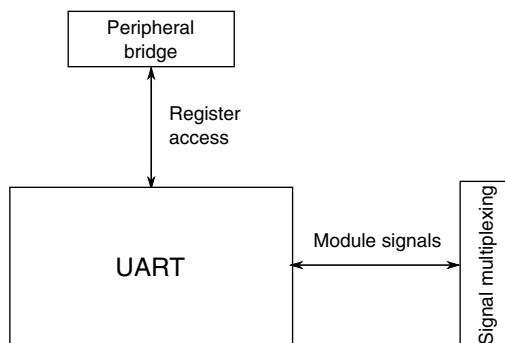 Peripheral
bridge
Register
access
Module signals
UART
Signal multiplexing